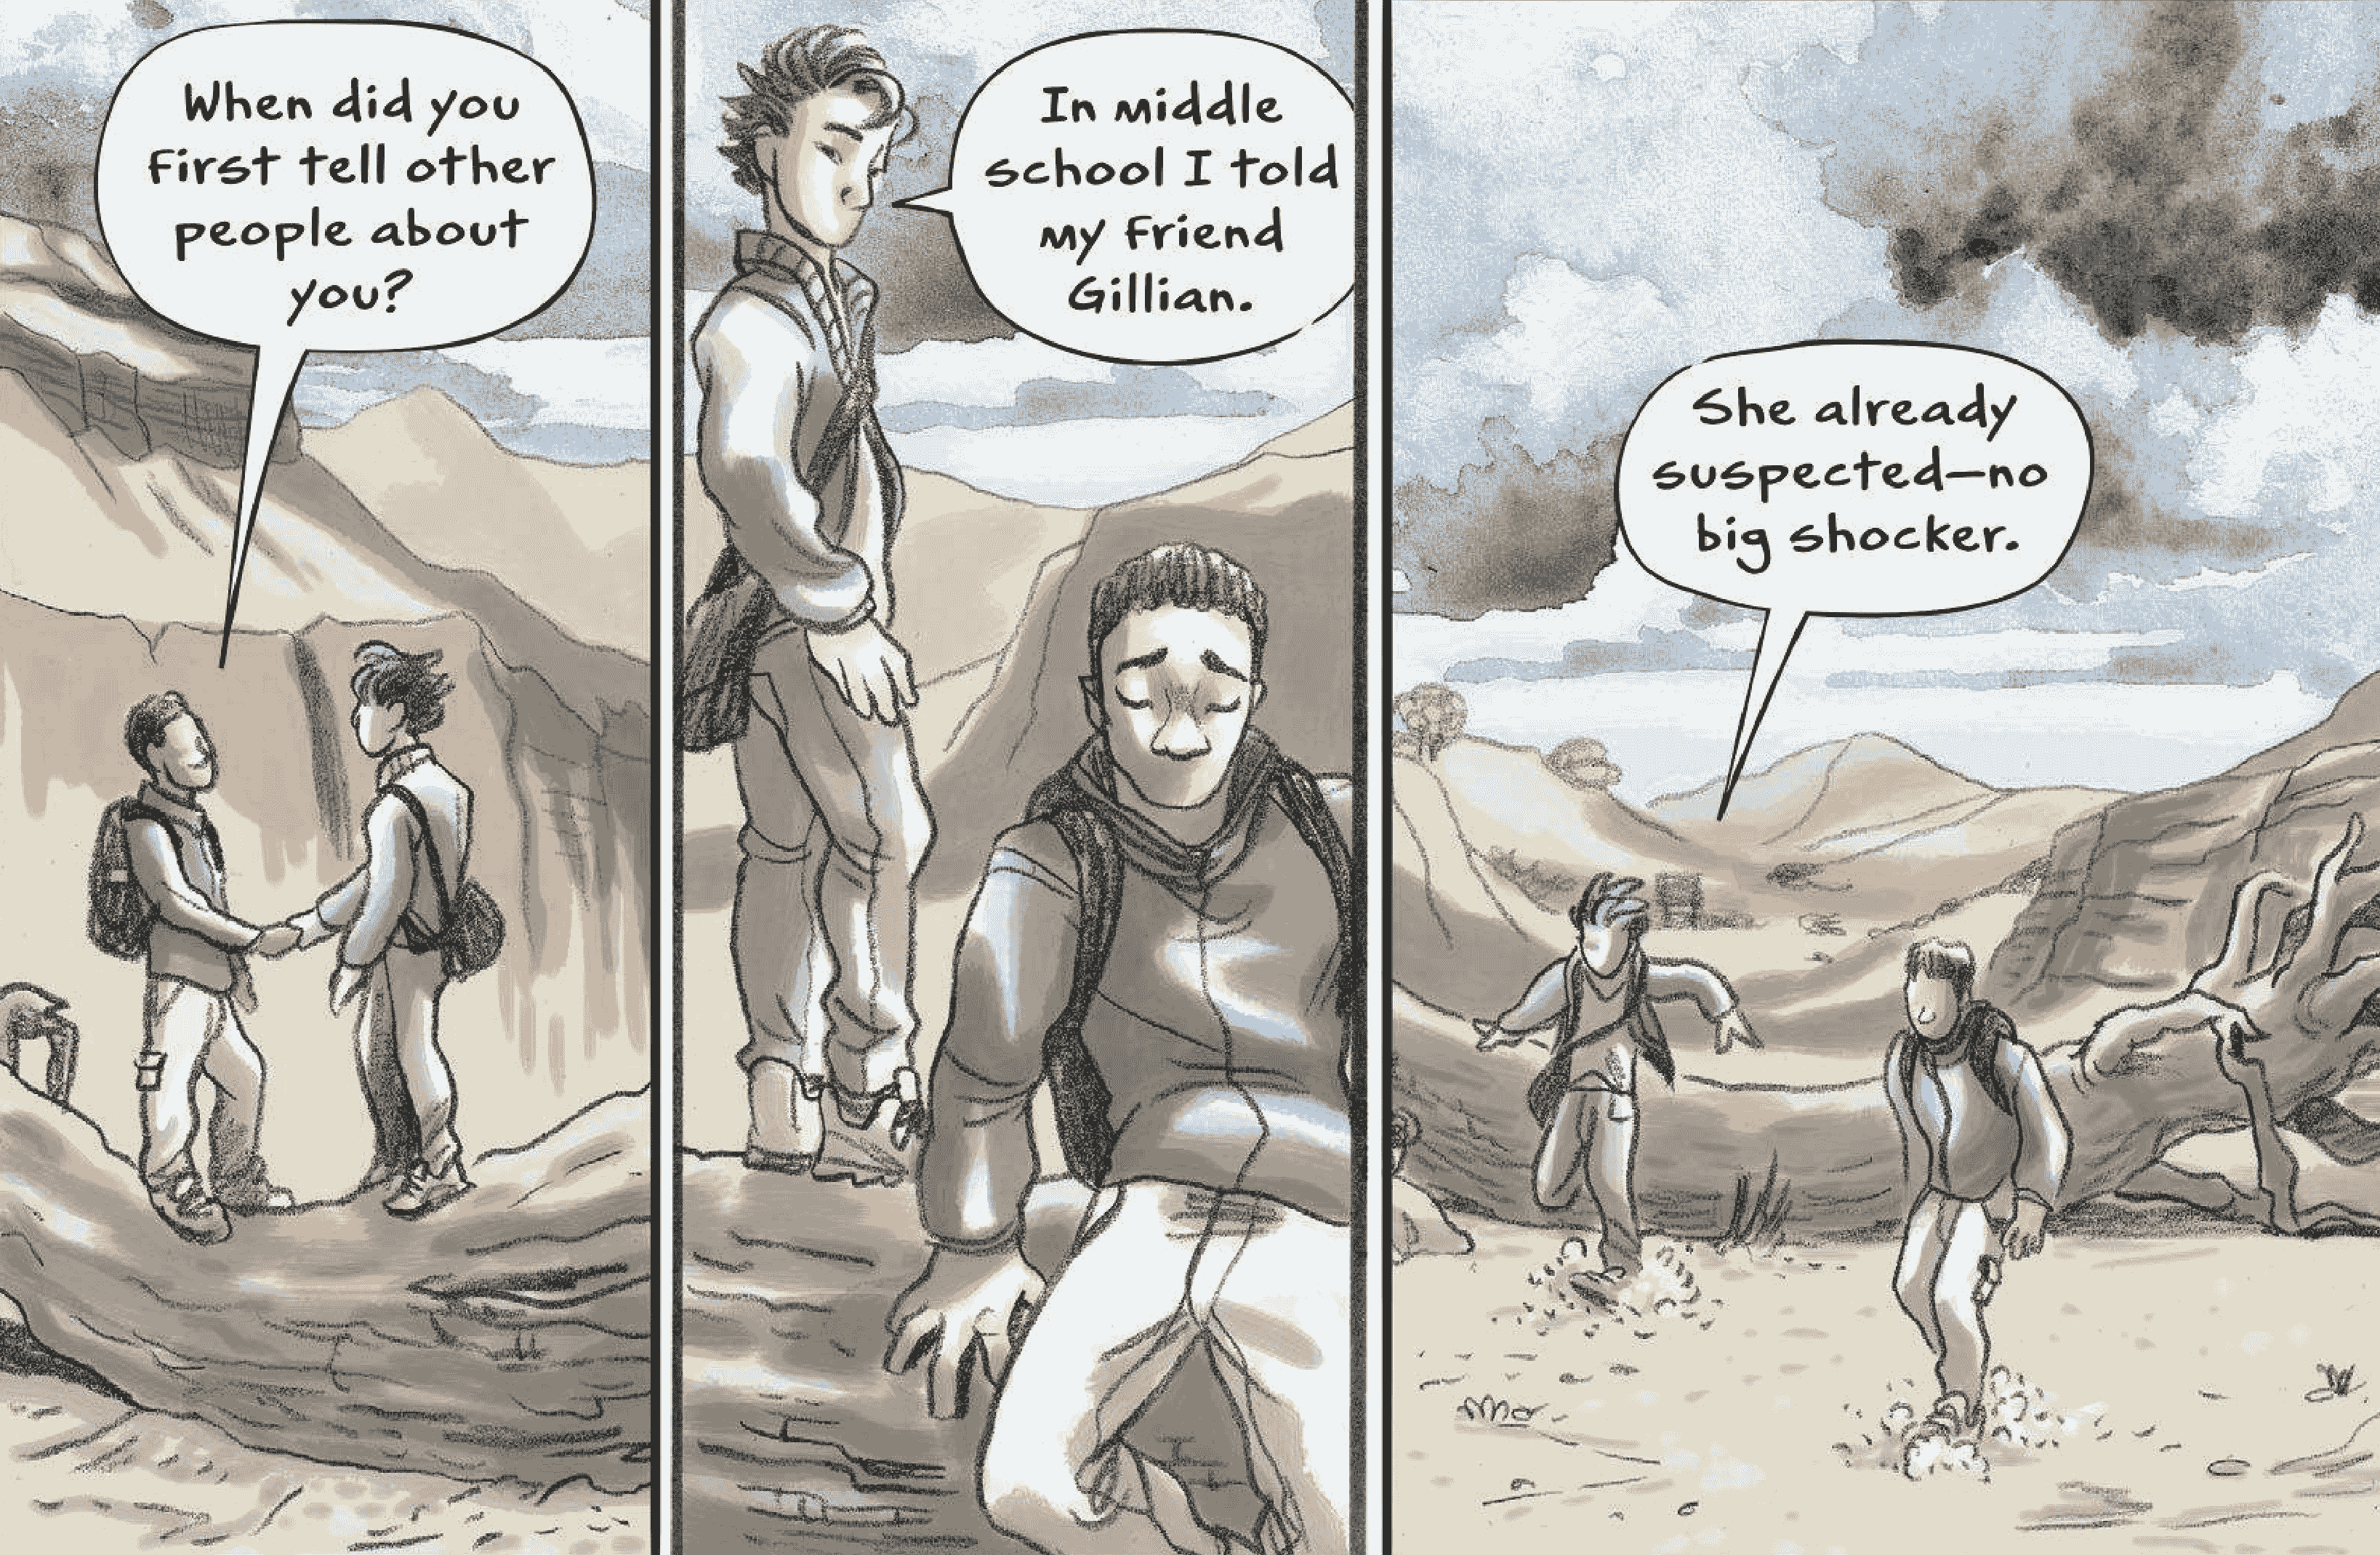 When did you
first tell other
people about
you?
In middle
school I told
my friend
Gillian.
She already
suspected—no
big shocker.